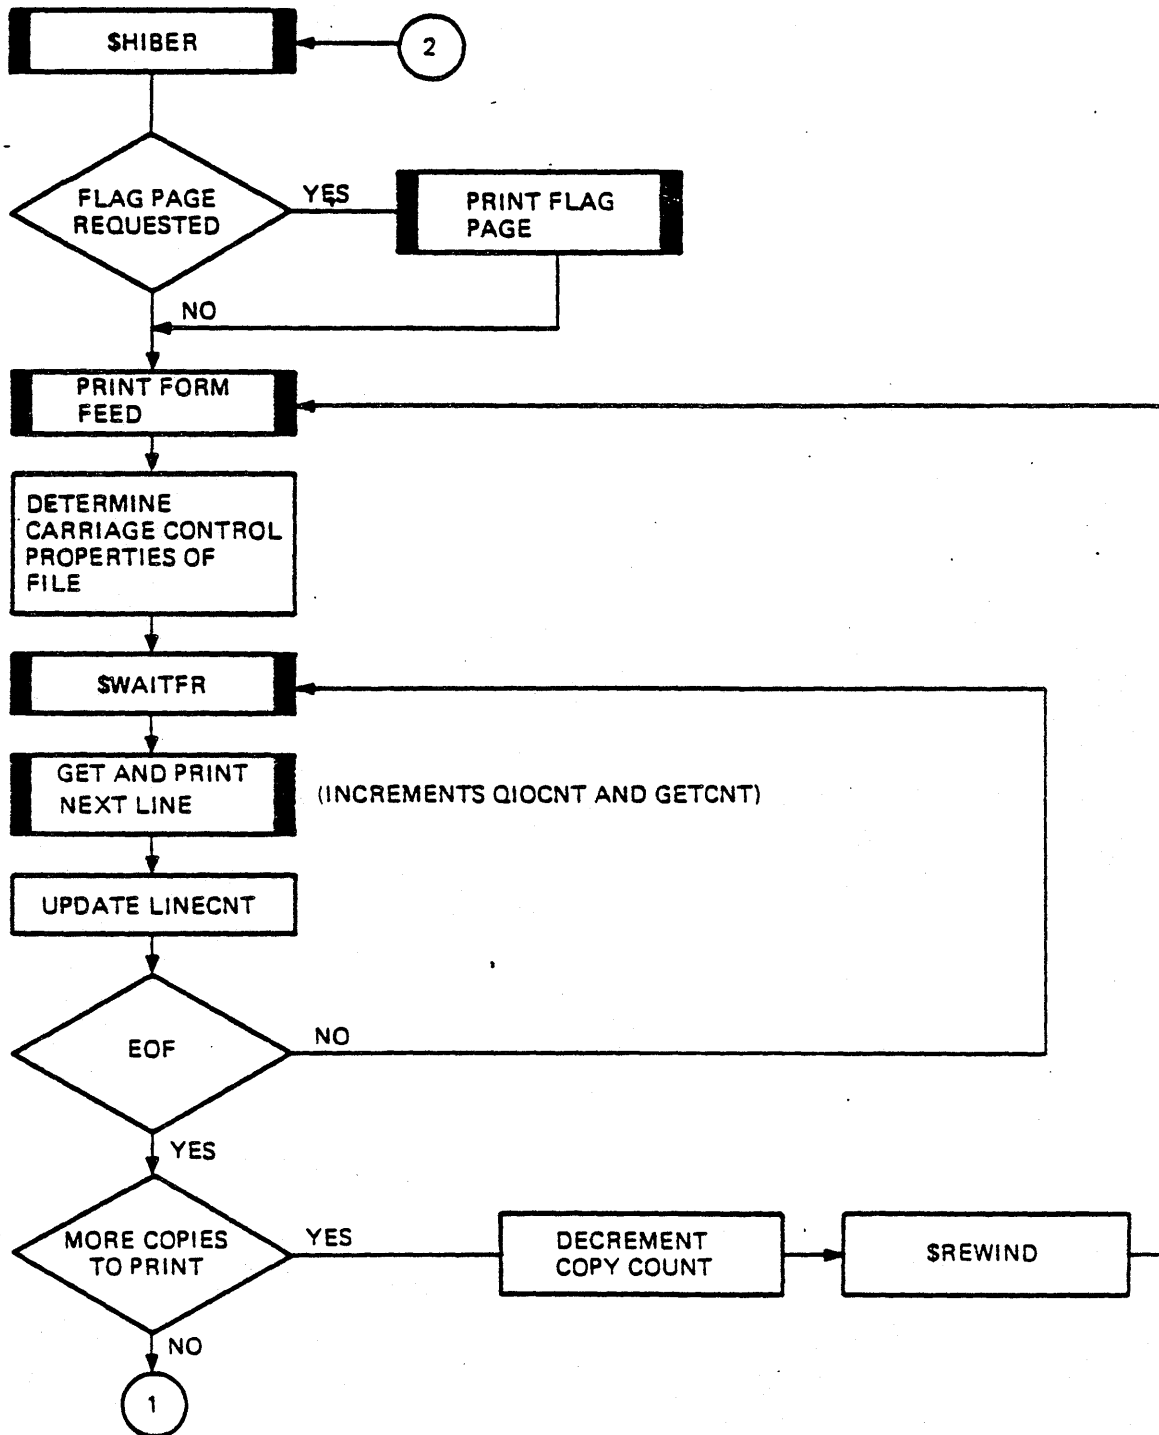 $HIBER
2
FLAG PAGE
REQUESTED
YES
PRINT FLAG
PAGE
NO
PRINT FORM
FEED
DETERMINE
CARRIAGE CONTROL
PROPERTIES OF
FILE
$WAITFR
GET AND PRINT
NEXT LINE
(INCREMENTS QIOCNT AND GETCNT)
UPDATE LINECNT
EOF
NO
YES
MORE COPIES
TO PRINT
YES
DECREMENT
COPY COUNT
$REWIND
NO
1